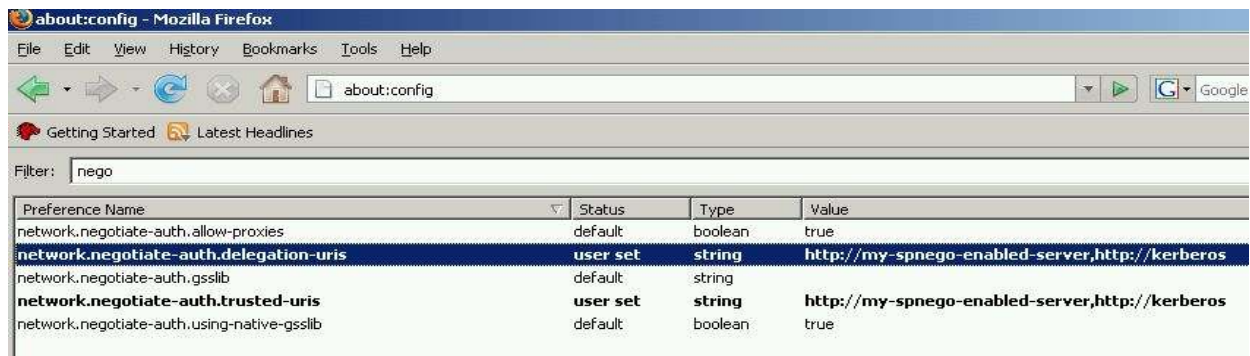 about:config - Mozilla Firefox
File Edit View History Bookmarks Tools Help
about:config G Google
Getting Started Latest Headlines
Filter: nego
Preference Name Status Type Value
network.negotiate-auth.allow-proxies default boolean true
network.negotiate-auth.delegation-uris user set string http://my-spnego-enabled-server,http://kerberos
network.negotiate-auth.gsslib default string
network.negotiate-auth.trusted-uris user set string http://my-spnego-enabled-server,http://kerberos
network.negotiate-auth.using-native-gsslib default boolean true